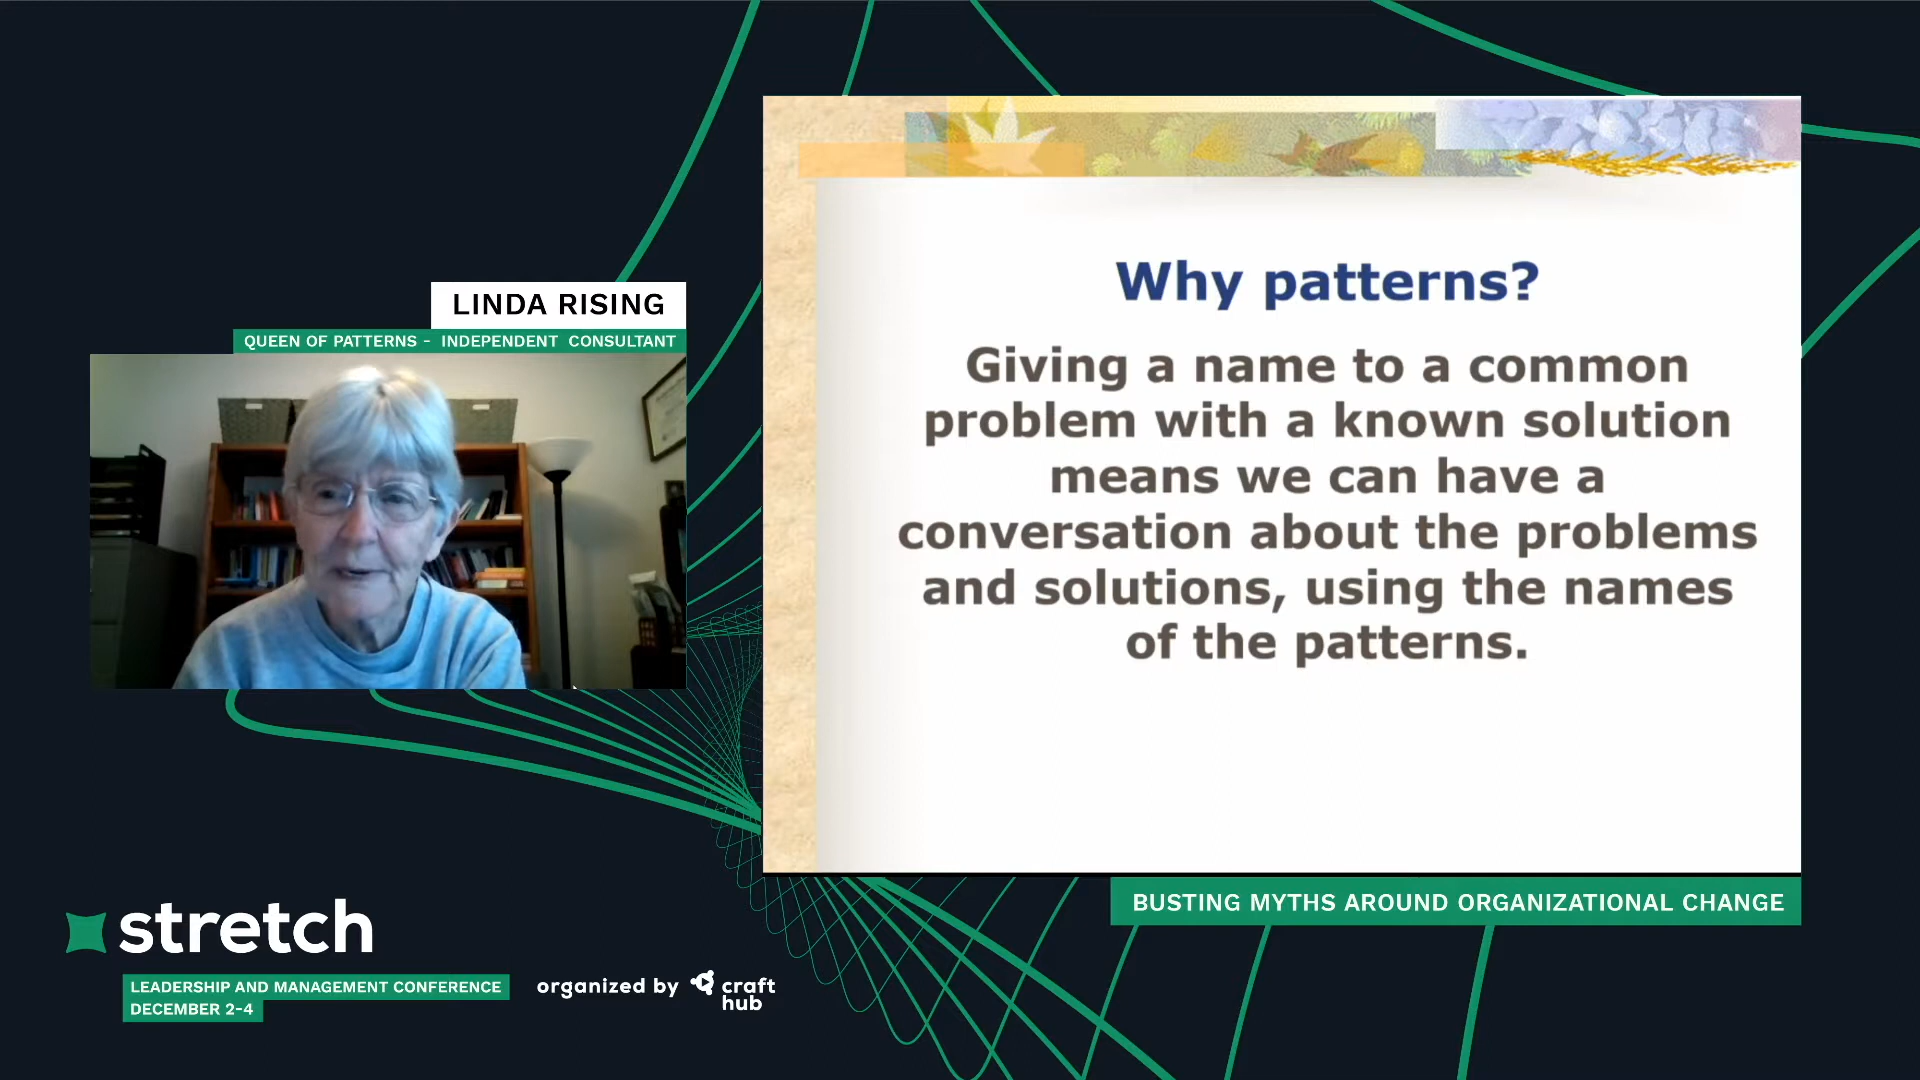 LINDA RISING
QUEEN OF PATTERNS - INDEPENDENT CONSULTANT
Why patterns?
Giving a name to a common
problem with a known solution
means we can have a
conversation about the problems
and solutions, using the names
of the patterns.
BUSTING MYTHS AROUND ORGANIZATIONAL CHANGE
stretch
LEADERSHIP AND MANAGEMENT CONFERENCE
DECEMBER 2-4
organized by
craft
hub